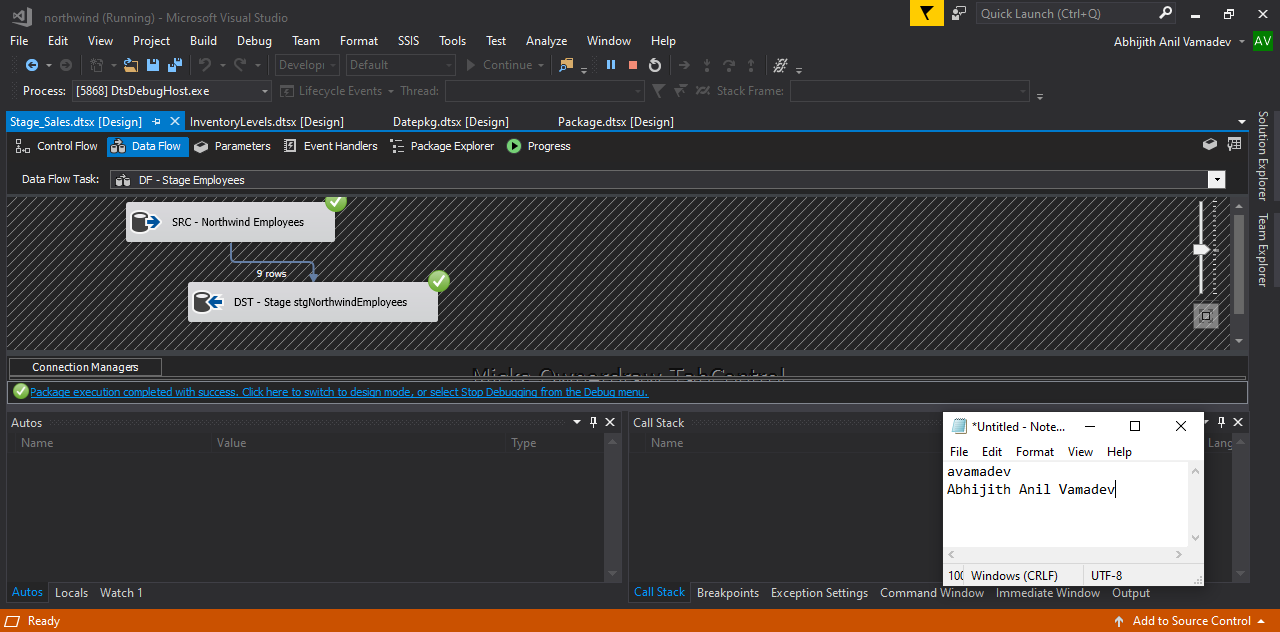 northwind (Running) - Microsoft Visual Studio
Quick Launch (Ctrl+Q)
File Edit View Project Build Debug Team Format SSIS Tools Test Analyze Window Help
Abhijith Anil Vamadev AV
Develop Default Continue
Process: [5868] DtsDebugHost.exe Lifecycle Events Thread: Stack Frame:
Stage_Sales.dtsx [Design] InventoryLevels.dtsx [Design] Datepkg.dtsx [Design] Package.dtsx [Design]
Control Flow Data Flow Parameters Event Handlers Package Explorer Progress
Data Flow Task: DF - Stage Employees
SRC - Northwind Employees
9 rows
DST - Stage stgNorthwindEmployees
Solution Explorer
Team Explorer
Connection Managers
Misks Ownerdraw TabControl
Package execution completed with success. Click here to switch to design mode, or select Stop Debugging from the Debug menu.
Autos
Name Value Type
Call Stack
Name Lang
*Untitled - Note...
File Edit Format View Help
avamadev
Abhijith Anil Vamadev
100 Windows (CRLF) UTF-8
Autos Locals Watch 1
Call Stack Breakpoints Exception Settings Command Window Immediate Window Output
Ready
Add to Source Control